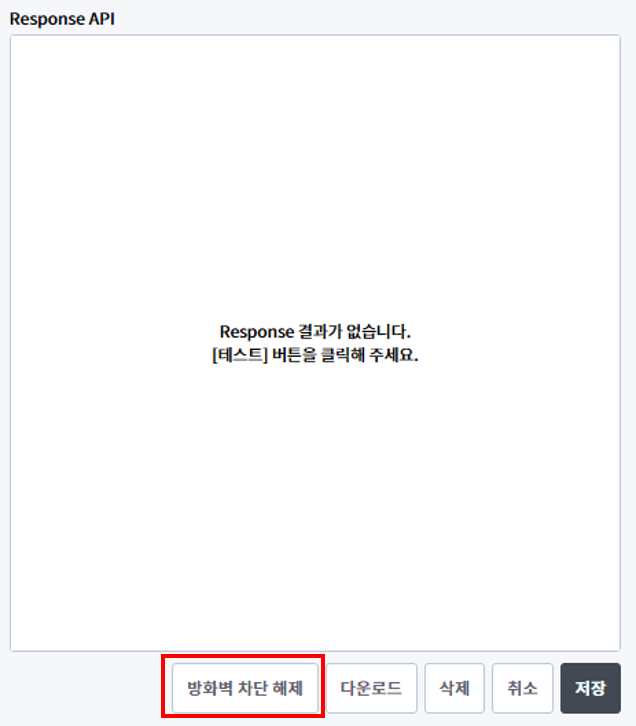 Response API
Response 결과가 없습니다.
[테스트] 버튼을 클릭해 주세요.
방화벽 차단 해제 다운로드 삭제 취소 저장